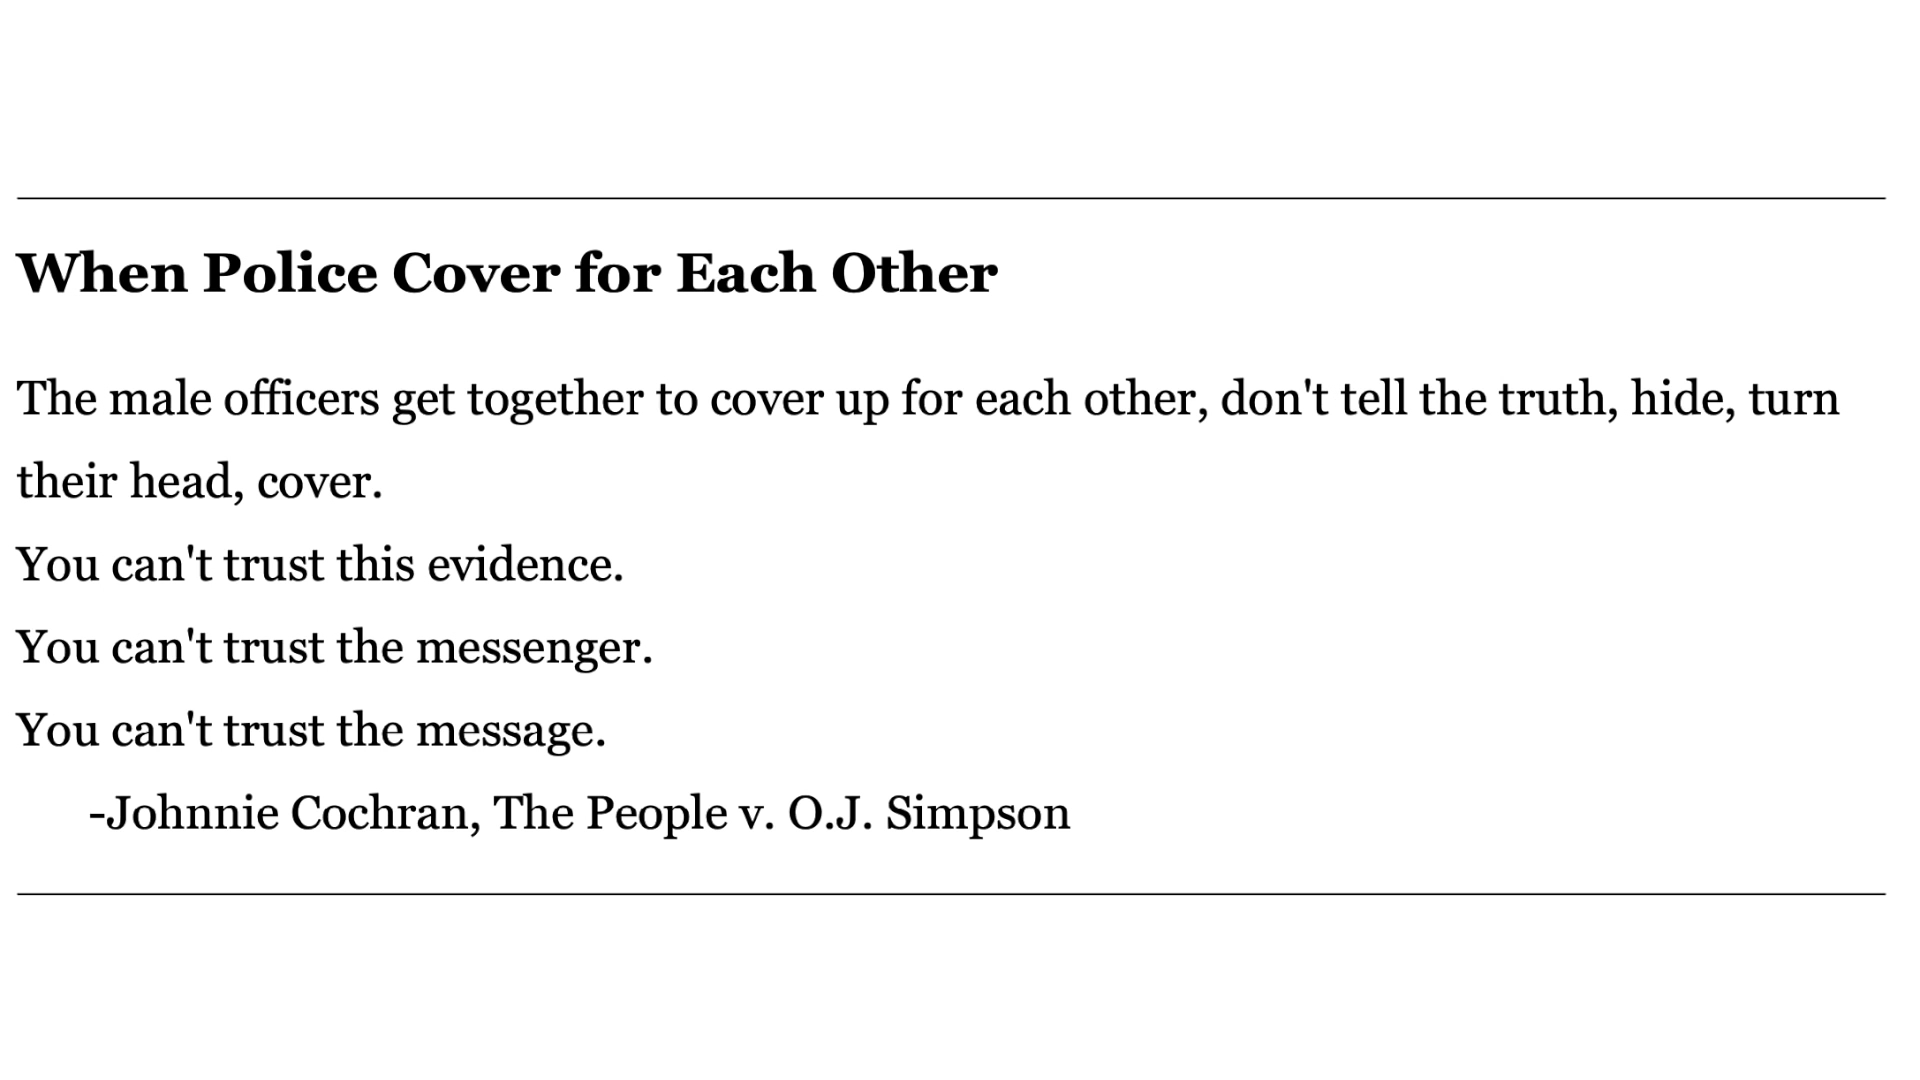 When Police Cover for Each Other
The male officers get together to cover up for each other, don't tell the truth, hide, turn
their head, cover.
You can't trust this evidence.
You can't trust the messenger.
You can't trust the message.
-Johnnie Cochran, The People v. O.J. Simpson